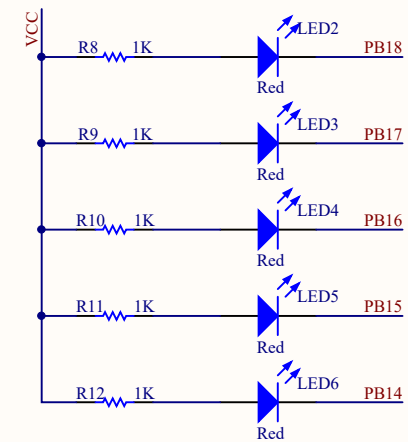 VCC
LED2
R8 1K PB18
Red
LED3
R9 1K PB17
Red
LED4
R10 1K PB16
Red
LED5
R11 1K PB15
Red
LED6
R12 1K PB14
Red